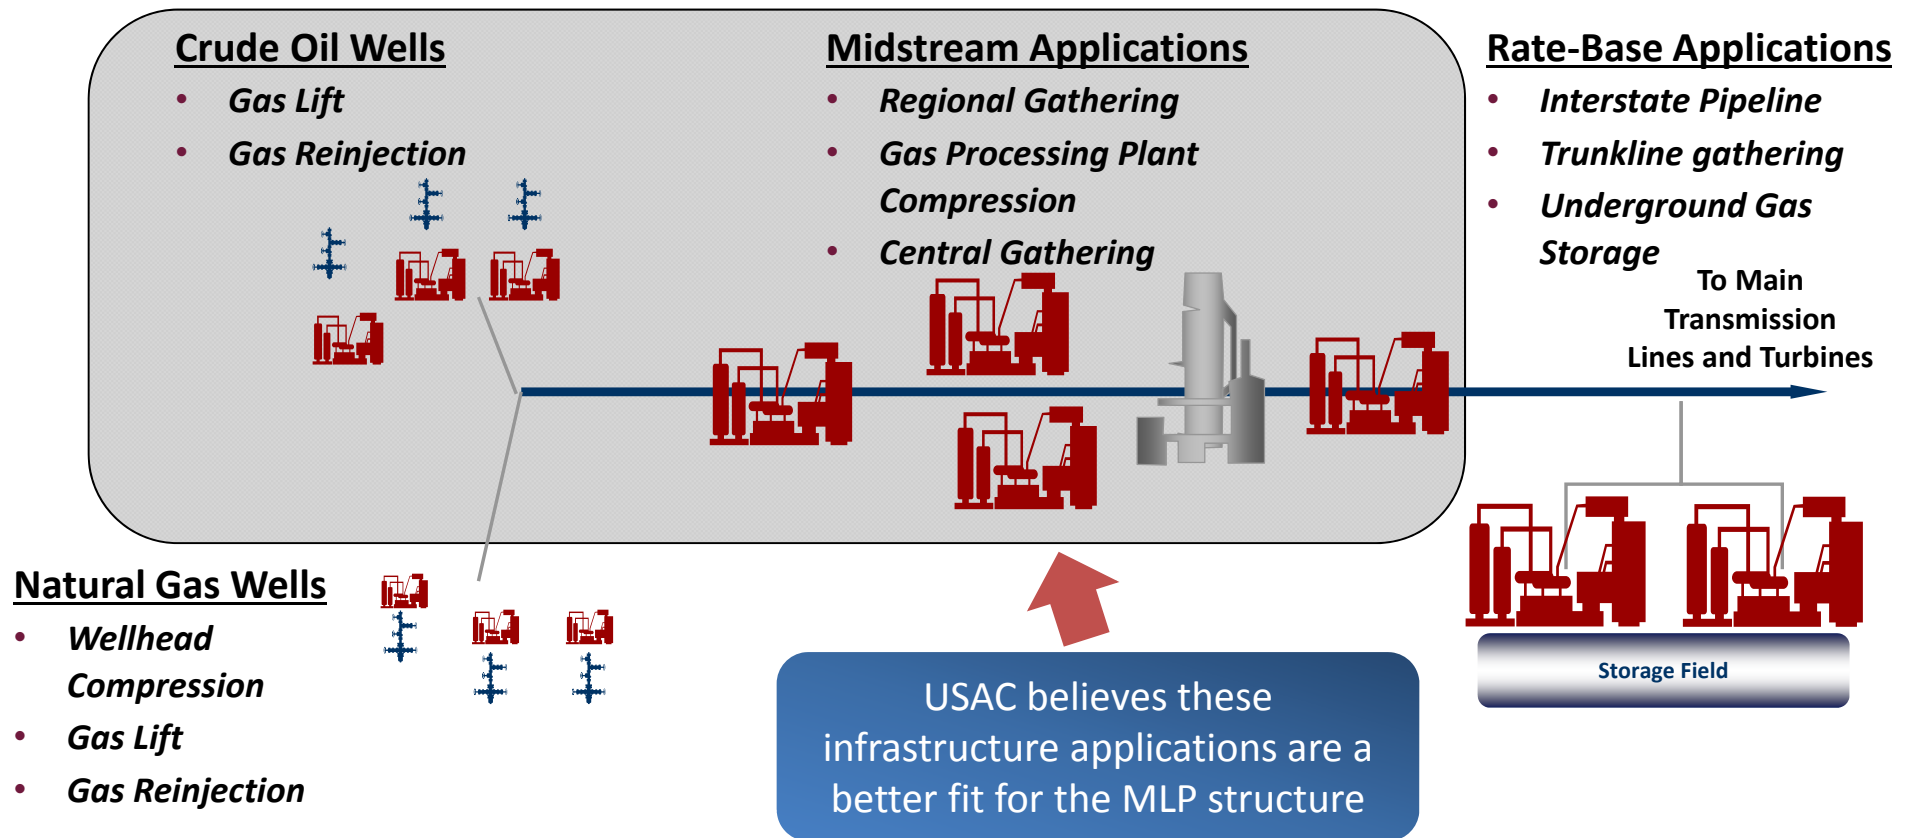 Crude Oil Wells
• Gas Lift
• Gas Reinjection
Midstream Applications
• Regional Gathering
• Gas Processing Plant
Compression
• Central Gathering
Rate-Base Applications
• Interstate Pipeline
• Trunkline gathering
• Underground Gas
Storage
To Main
Transmission
Lines and Turbines
Natural Gas Wells
• Wellhead
Compression
• Gas Lift
• Gas Reinjection
USAC believes these
infrastructure applications are a
better fit for the MLP structure
Storage Field